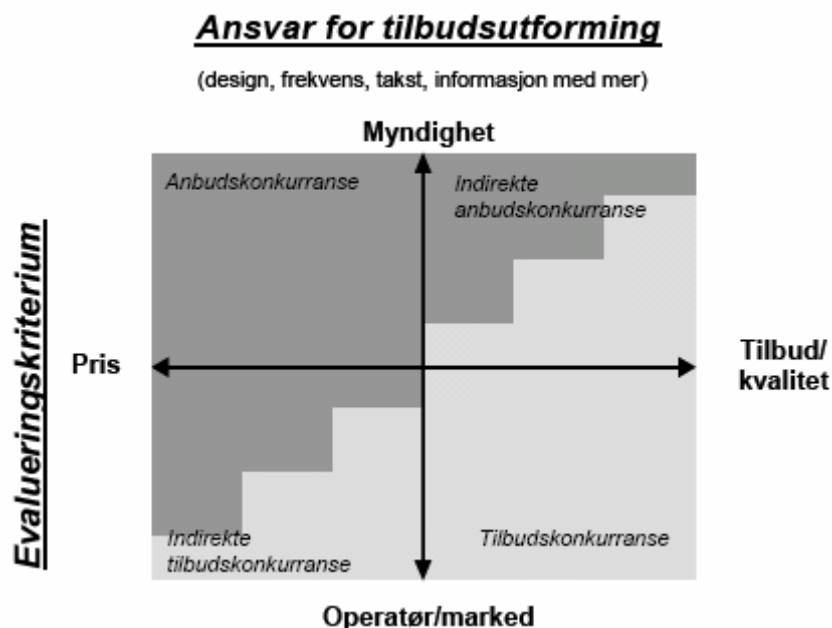 Ansvar for tilbudsutforming
(design, frekvens, takst, informasjon med mer)
Myndighet
Anbudskonkurranse
Indirekte
anbudskonkurranse
Evalueringskriterium
Pris
Tilbud/
kvalitet
Indirekte
tilbudskonkurranse
Tilbudskonkurranse
Operatør/marked